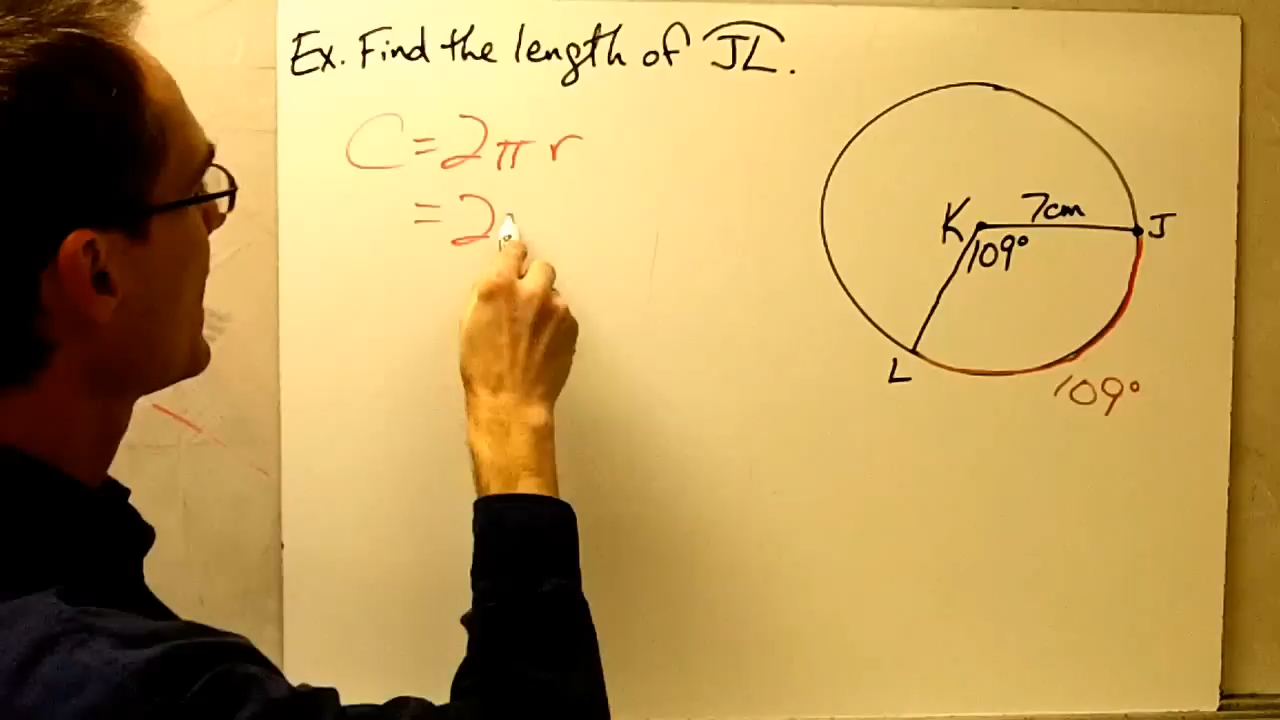 Ex. Find the length of JL.
C = 2πr
= 2
K
7cm
J
109°
L
109°